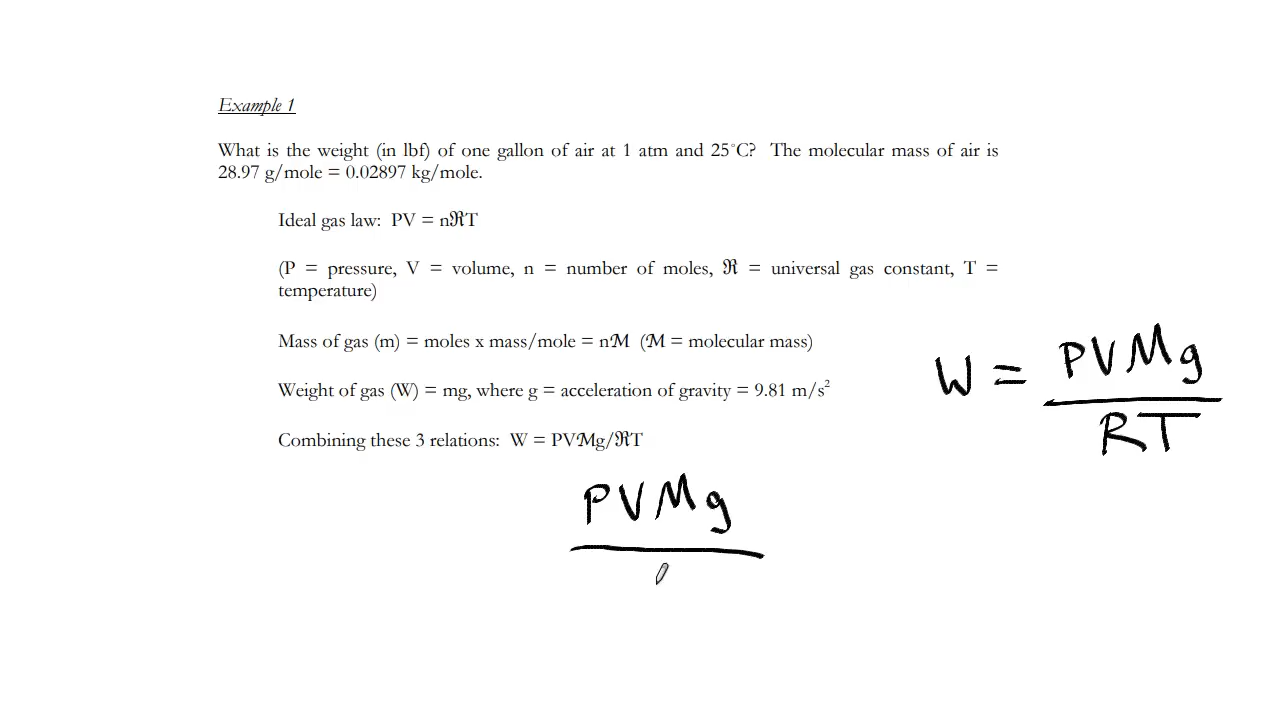 Example 1
What is the weight (in lbf) of one gallon of air at 1 atm and 25°C? The molecular mass of air is
28.97 g/mole = 0.02897 kg/mole.
Ideal gas law: PV = nℜT
(P = pressure, V = volume, n = number of moles, ℜ = universal gas constant, T =
temperature)
Mass of gas (m) = moles x mass/mole = nℳ (ℳ = molecular mass)
Weight of gas (W) = mg, where g = acceleration of gravity = 9.81 m/s²
Combining these 3 relations: W = PVℳg/ℜT
W = PVMg
RT
PVMg